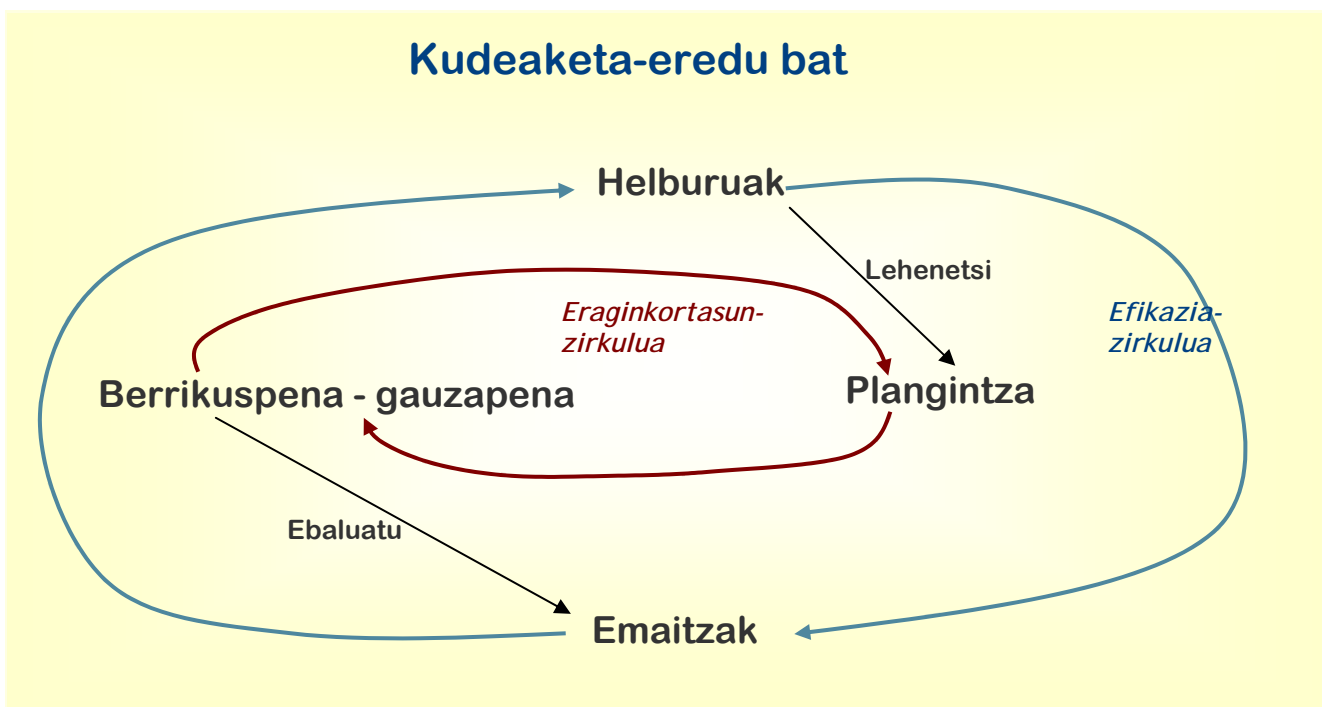 Kudeaketa-eredu bat
Helburuak
Lehenetsi
Eraginkortasun-
zirkulua
Efikazia-
zirkulua
Berrikuspena - gauzapena
Plangintza
Ebaluatu
Emaitzak